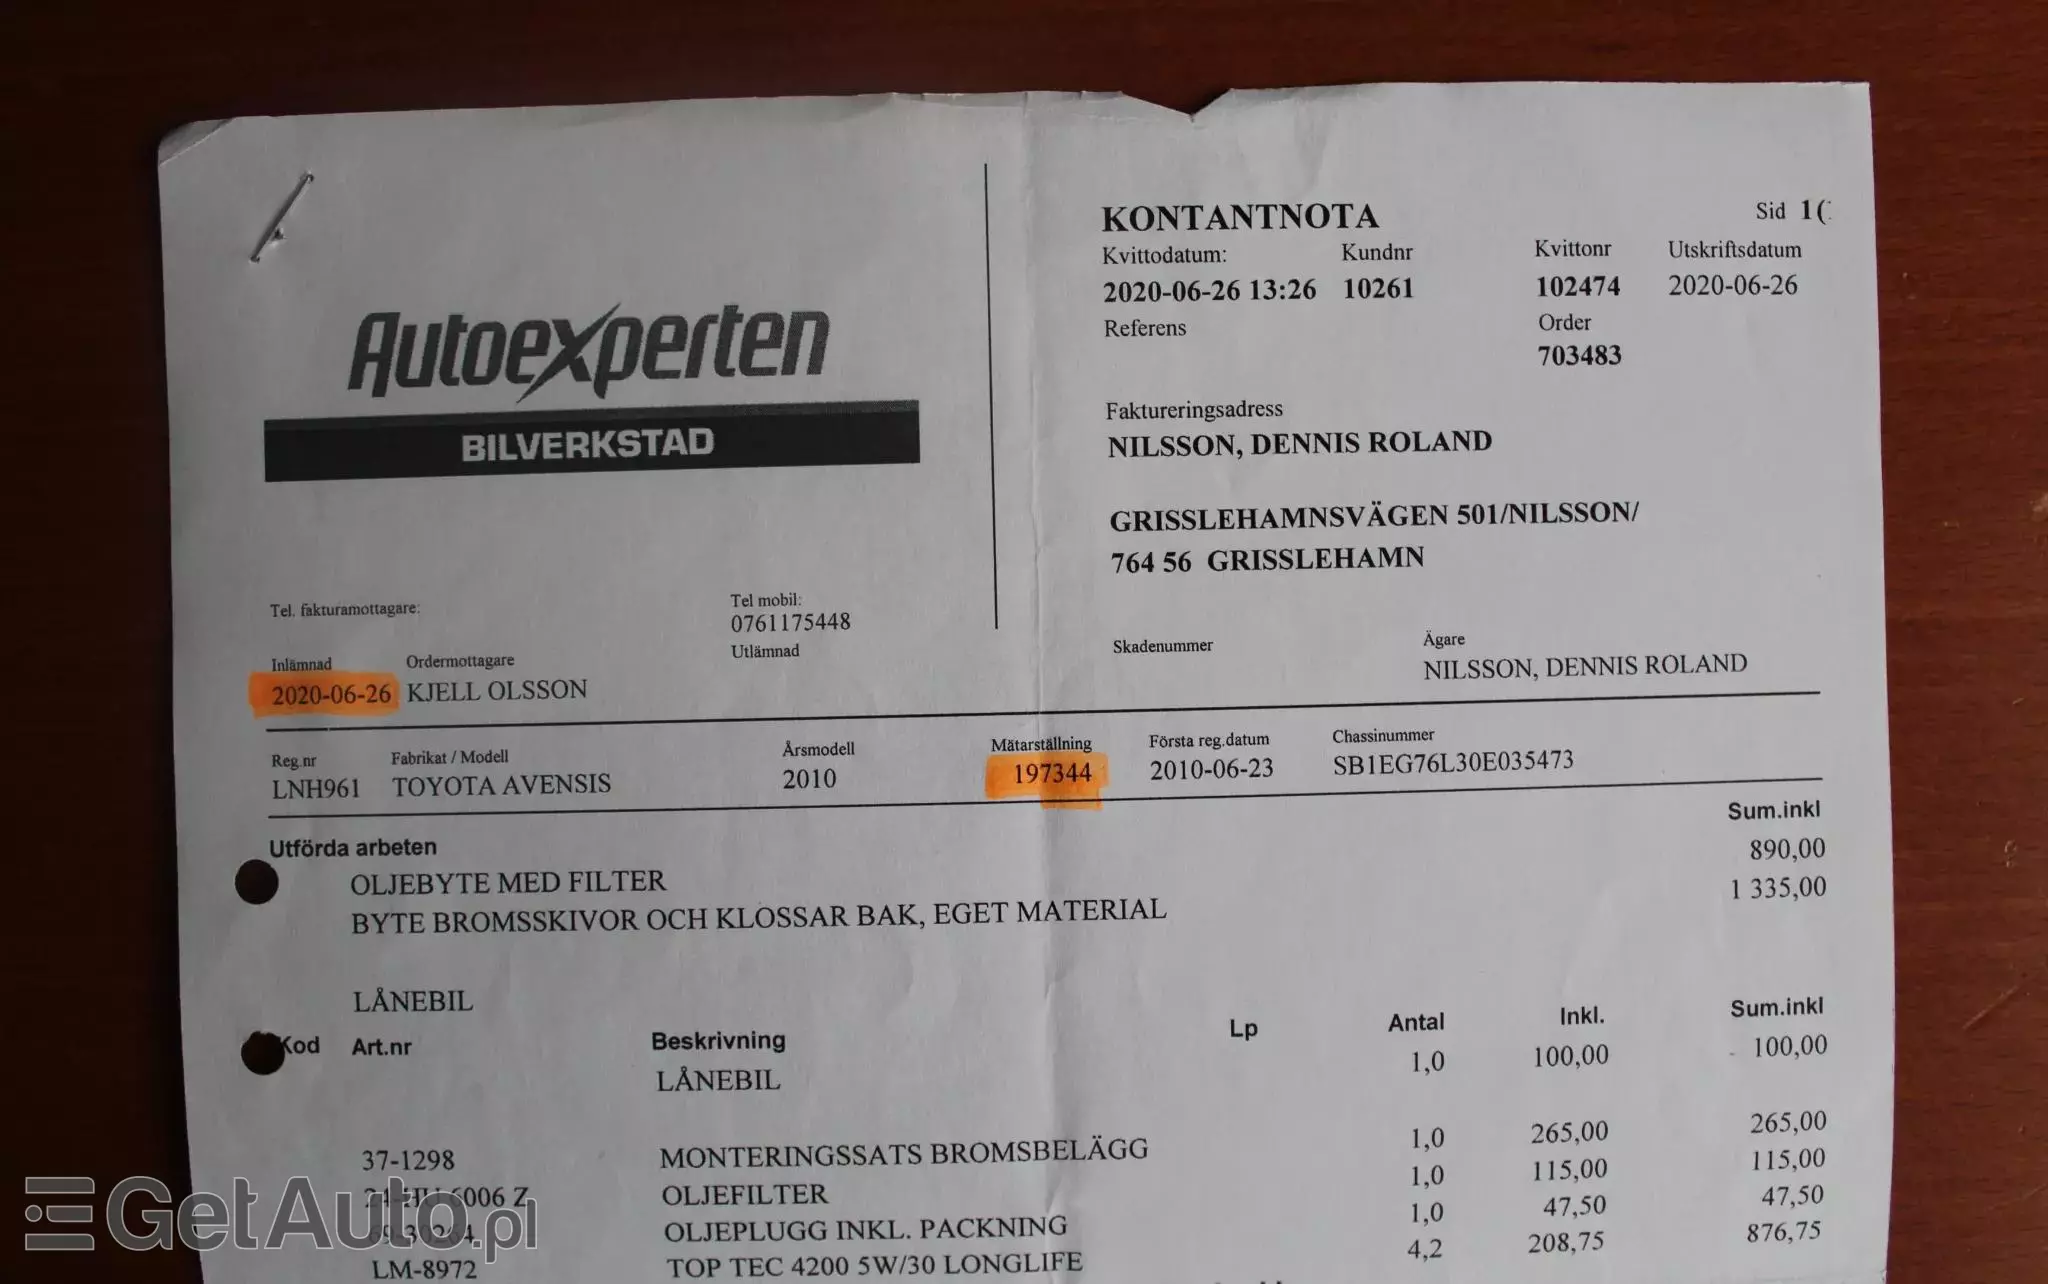 KONTANTNOTA
Sid 1(
Kvittodatum: Kundnr Kvittonr Utskriftsdatum
2020-06-26 13:26 10261 102474 2020-06-26
Referens Order
703483
Autoexperten
BILVERKSTAD
Faktureringsadress
NILSSON, DENNIS ROLAND
GRISSLEHAMNSVÄGEN 501/NILSSON/
764 56 GRISSLEHAMN
Tel. fakturamottagare: Tel mobil:
0761175448
Inlämnad Ordermottagare Utlämnad Skadenummer Ägare
2020-06-26 KJELL OLSSON NILSSON, DENNIS ROLAND
Reg.nr Fabrikat / Modell Årsmodell Mätarställning Första reg.datum Chassinummer
LNH961 TOYOTA AVENSIS 2010 197344 2010-06-23 SB1EG76L30E035473
Utförda arbeten Sum.inkl
OLJEBYTE MED FILTER 890,00
BYTE BROMSSKIVOR OCH KLOSSAR BAK, EGET MATERIAL 1 335,00
LÅNEBIL
Kod Art.nr Beskrivning Lp Antal Inkl. Sum.inkl
LÅNEBIL 1,0 100,00 100,00
37-1298 MONTERINGSSATS BROMSBELÄGG 1,0 265,00 265,00
24-HU 6006 Z OLJEFILTER 1,0 115,00 115,00
69-30264 OLJEPLUGG INKL. PACKNING 1,0 47,50 47,50
LM-8972 TOP TEC 4200 5W/30 LONGLIFE 4,2 208,75 876,75
GetAuto.pl